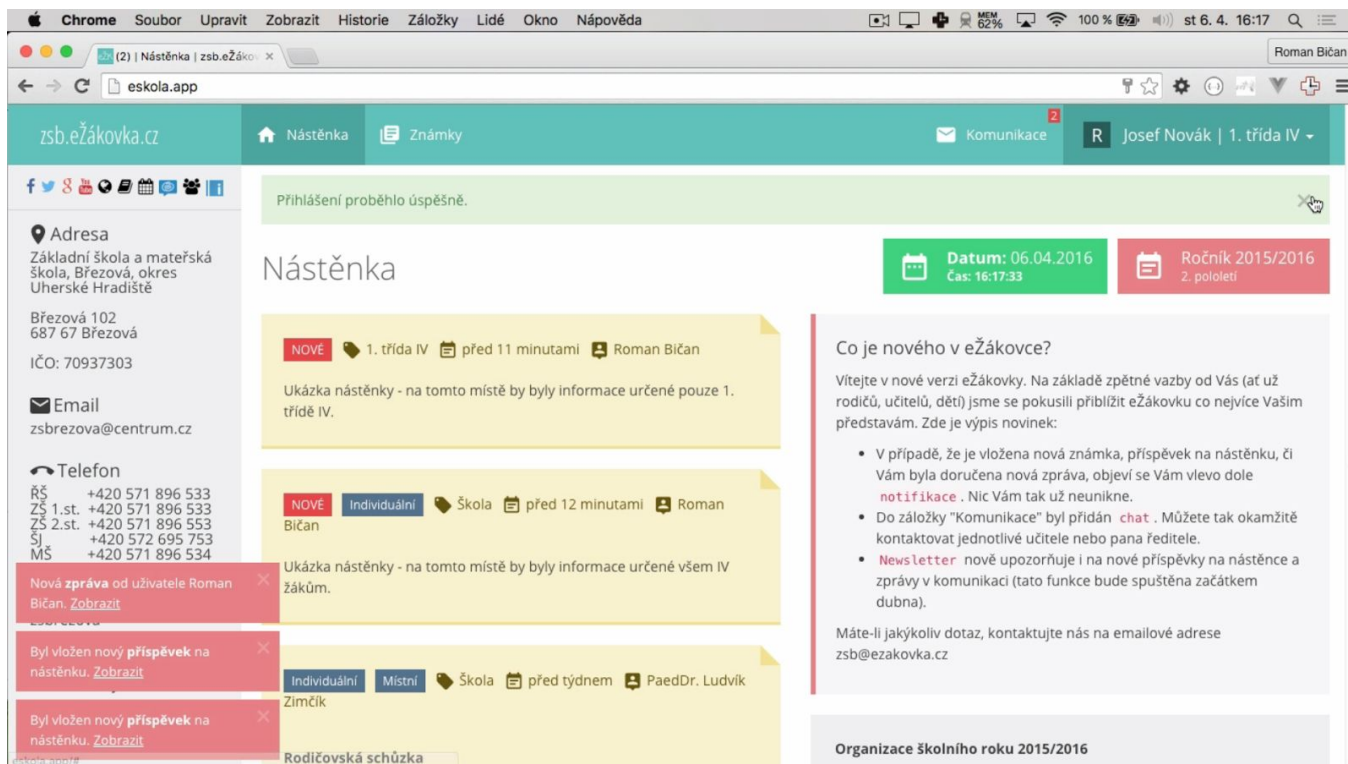 Chrome Soubor Upravit Zobrazit Historie Záložky Lidé Okno Nápověda MEM 62% 100 % st 6. 4. 16:17
(2) | Nástěnka | zsb.eŽákov Roman Bičan
eskola.app
zsb.eŽákovka.cz Nástěnka Známky Komunikace 2 R Josef Novák | 1. třída IV
Přihlášení proběhlo úspěšně.
Adresa
Základní škola a mateřská
škola, Březová, okres
Uherské Hradiště
Březová 102
687 67 Březová
IČO: 70937303
Email
zsbrezova@centrum.cz
Telefon
ŘŠ +420 571 896 533
ZŠ 1.st. +420 571 896 533
ZŠ 2.st. +420 571 896 553
ŠJ +420 572 695 753
MŠ +420 571 896 534
Nová zpráva od uživatele Roman
Bičan. Zobrazit
Byl vložen nový příspěvek na
nástěnku. Zobrazit
Byl vložen nový příspěvek na
nástěnku. Zobrazit
eskola.app/#
Nástěnka
Datum: 06.04.2016
Čas: 16:17:33
Ročník 2015/2016
2. pololetí
NOVÉ 1. třída IV před 11 minutami Roman Bičan
Ukázka nástěnky - na tomto místě by byly informace určené pouze 1.
třídě IV.
NOVÉ Individuální Škola před 12 minutami Roman
Bičan
Ukázka nástěnky - na tomto místě by byly informace určené všem IV
žákům.
Individuální Místní Škola před týdnem PaedDr. Ludvík
Zimčík
Rodičovská schůzka
Co je nového v eŽákovce?
Vítejte v nové verzi eŽákovky. Na základě zpětné vazby od Vás (ať už
rodičů, učitelů, dětí) jsme se pokusili přiblížit eŽákovku co nejvíce Vašim
představám. Zde je výpis novinek:
V případě, že je vložena nová známka, příspěvek na nástěnku, či
Vám byla doručena nová zpráva, objeví se Vám vlevo dole
notifikace . Nic Vám tak už neunikne.
Do záložky "Komunikace" byl přidán chat . Můžete tak okamžitě
kontaktovat jednotlivé učitele nebo pana ředitele.
Newsletter nově upozorňuje i na nové příspěvky na nástěnce a
zprávy v komunikaci (tato funkce bude spuštěna začátkem
dubna).
Máte-li jakýkoliv dotaz, kontaktujte nás na emailové adrese
zsb@ezakovka.cz
Organizace školního roku 2015/2016